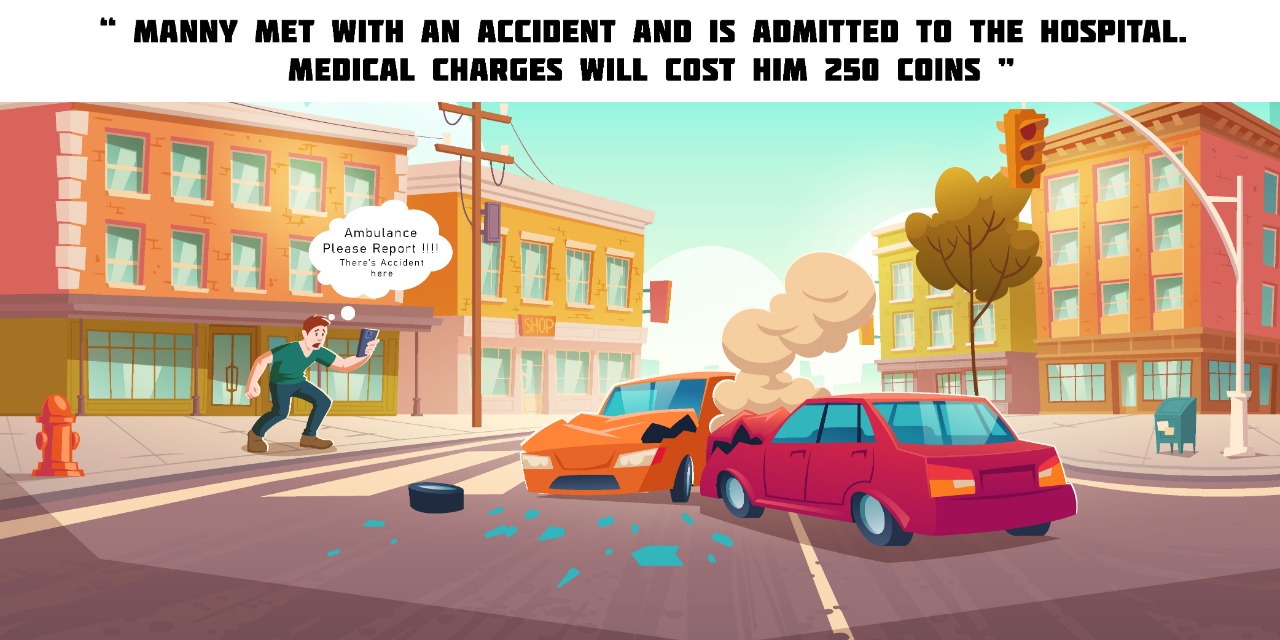 “ MANNY MET WITH AN ACCIDENT AND IS ADMITTED TO THE HOSPITAL.
MEDICAL CHARGES WILL COST HIM 250 COINS ”
Ambulance
Please Report !!!!
There's Accident
here
SHOP